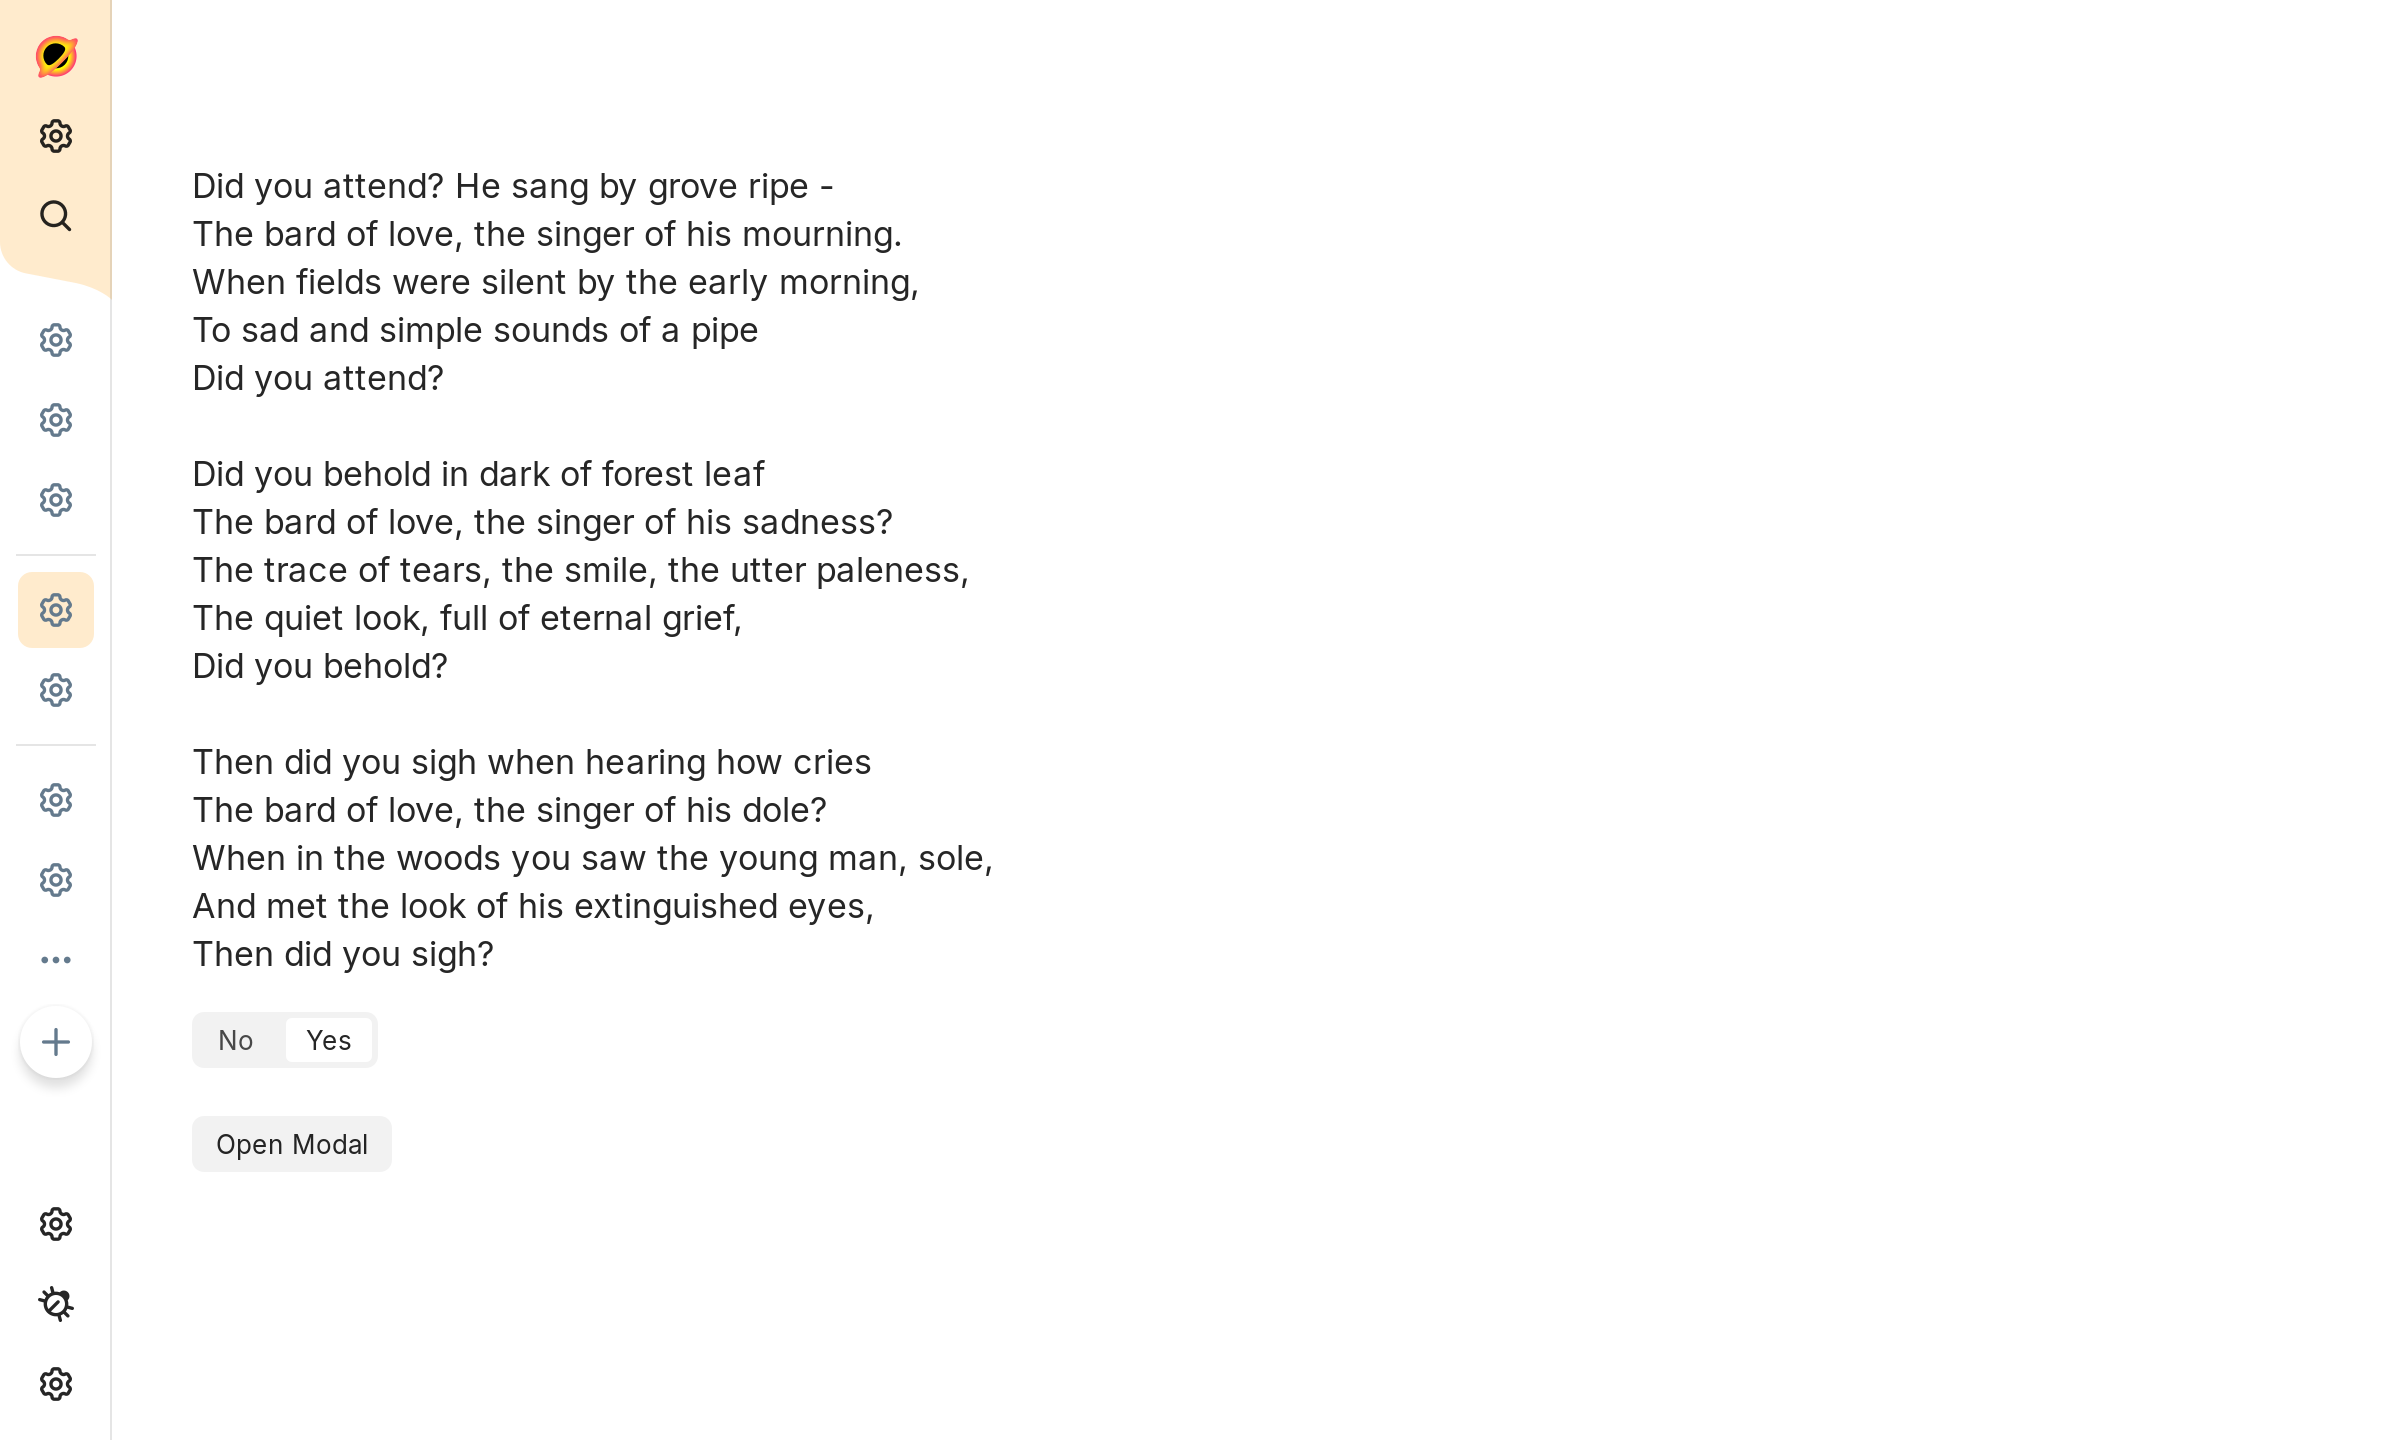 Did you attend? He sang by grove ripe -
The bard of love, the singer of his mourning.
When fields were silent by the early morning,
To sad and simple sounds of a pipe
Did you attend?
Did you behold in dark of forest leaf
The bard of love, the singer of his sadness?
The trace of tears, the smile, the utter paleness,
The quiet look, full of eternal grief,
Did you behold?
Then did you sigh when hearing how cries
The bard of love, the singer of his dole?
When in the woods you saw the young man, sole,
And met the look of his extinguished eyes,
Then did you sigh?
No Yes
Open Modal